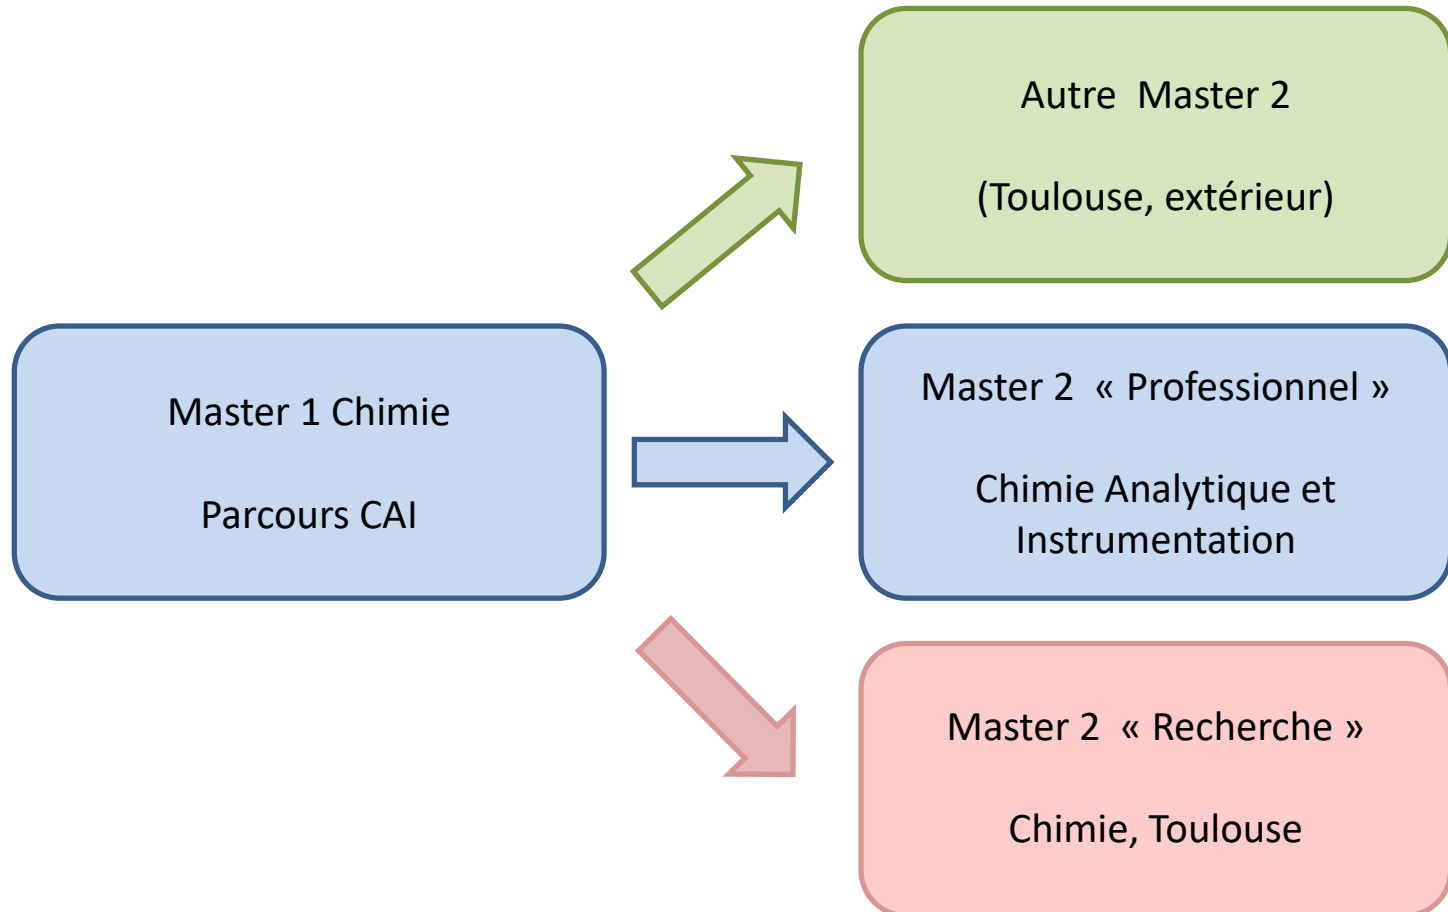 Autre Master 2
(Toulouse, extérieur)
Master 1 Chimie
Parcours CAI
Master 2 « Professionnel »
Chimie Analytique et
Instrumentation
Master 2 « Recherche »
Chimie, Toulouse